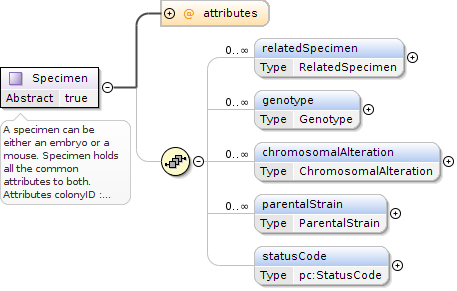 @ attributes
Specimen
Abstract true
A specimen can be
either an embryo or a
mouse. Specimen holds
all the common
attributes to both.
Attributes colonyID :...
0..∞ relatedSpecimen
Type RelatedSpecimen
genotype
0..∞
Type Genotype
0..∞ chromosomalAlteration
Type ChromosomalAlteration
0..∞ parentalStrain
Type ParentalStrain
statusCode
Type pc:StatusCode